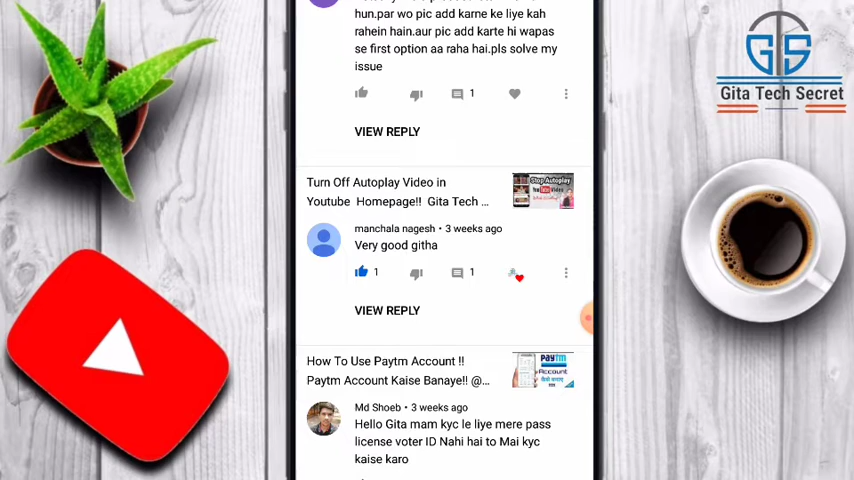 hun.par wo pic add karne ke liye kah
rahein hain.aur pic add karte hi wapas
se first option aa raha hai.pls solve my
issue
1
VIEW REPLY
Turn Off Autoplay Video in
Youtube Homepage!! Gita Tech ...
Stop Autoplay
manchala nagesh • 3 weeks ago
Very good githa
1
1
VIEW REPLY
How To Use Paytm Account !!
Paytm Account Kaise Banaye!! @...
Paytm
Account
Md Shoeb • 3 weeks ago
Hello Gita mam kyc le liye mere pass
license voter ID Nahi hai to Mai kyc
kaise karo
GTS
Gita Tech Secret